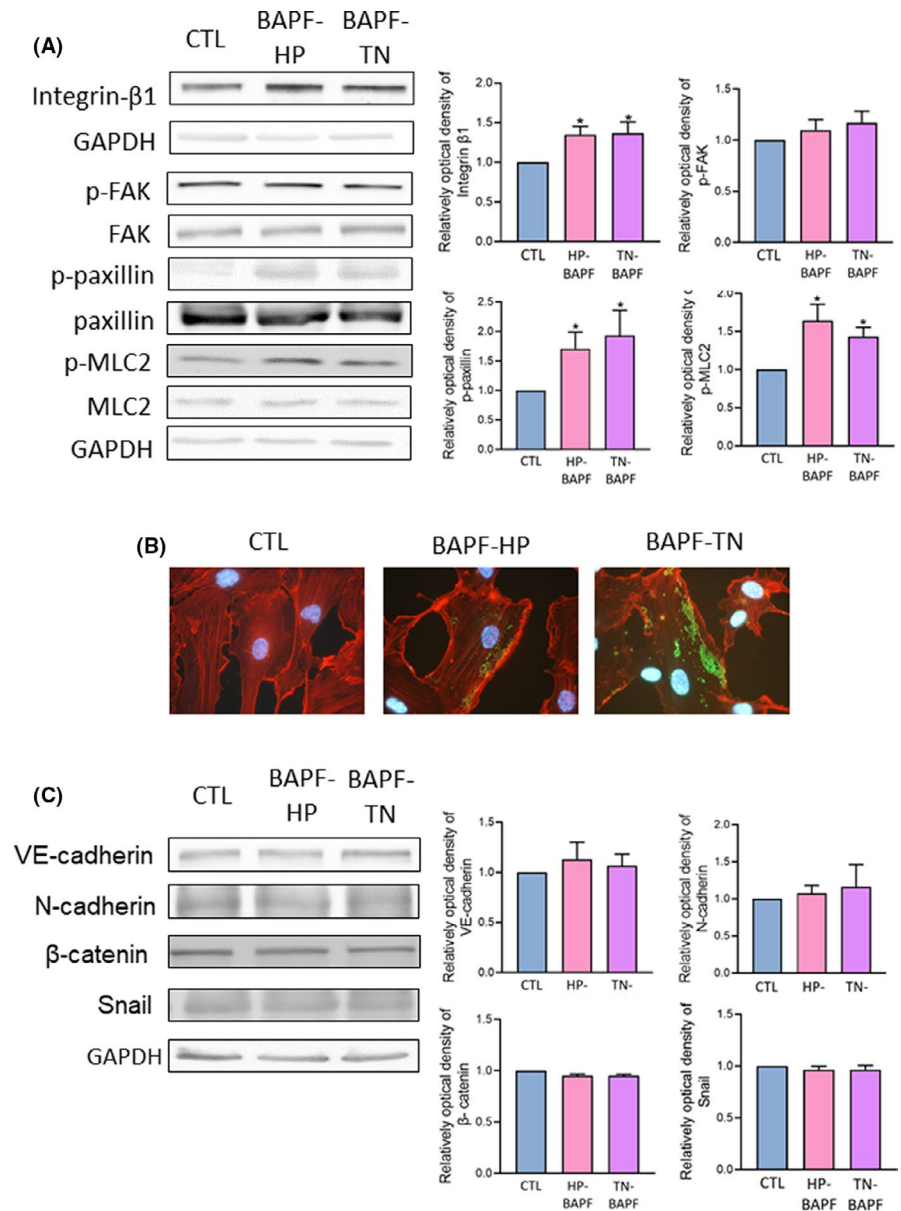 (A)
CTL
BAPF-
HP
BAPF-
TN
Integrin-β1
GAPDH
p-FAK
FAK
p-paxillin
paxillin
p-MLC2
MLC2
GAPDH
Relatively optical density of
Integrin β1
2.0
1.5
1.0
0.5
0.0
*
*
CTL
HP-
BAPF
TN-
BAPF
Relatively optical density of
p-FAK
1.5
1.0
0.5
0.0
CTL
HP-
BAPF
TN-
BAPF
Relatively optical density of
p-paxillin
2.5
2.0
1.5
1.0
0.5
0.0
*
*
CTL
HP-
BAPF
TN-
BAPF
Relatively optical density
p-MLC2
2.0
1.5
1.0
0.5
0.0
*
*
CTL
HP-
BAPF
TN-
BAPF
(B)
CTL
BAPF-HP
BAPF-TN
(C)
CTL
BAPF-
HP
BAPF-
TN
VE-cadherin
N-cadherin
β-catenin
Snail
GAPDH
Relatively optical density of
VE-cadherin
1.5
1.0
0.5
0.0
CTL
HP-
TN-
Relatively optical density of
N-cadherin
2.0
1.5
1.0
0.5
0.0
CTL
HP-
TN-
Relatively optical density of
β- catenin
1.5
1.0
0.5
0.0
CTL
HP-
BAPF
TN-
BAPF
Relatively optical density of
Snail
1.5
1.0
0.5
0.0
CTL
HP-
BAPF
TN-
BAPF